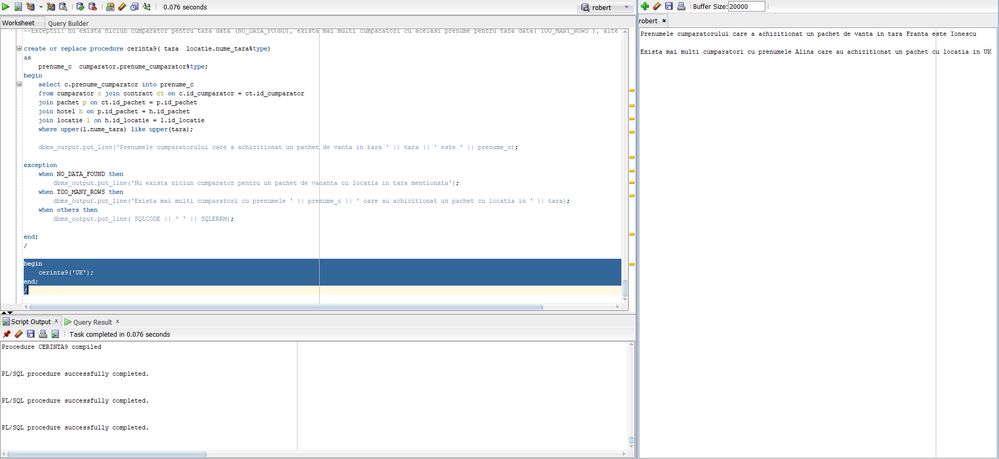 0.076 seconds
robert
Worksheet Query Builder
--Exceptii: nu exista niciun cumparator pentru tara data (NO_DATA_FOUND), exista mai multi cumparatori cu acelasi prenume pentru tara data( TOO_MANY_ROWS ), alte
create or replace procedure cerinta9( tara  locatie.nume_tara%type)
as
    prenume_c  cumparator.prenume_cumparator%type;
begin
    select c.prenume_cumparator into prenume_c
    from cumparator c join contract ct on c.id_cumparator = ct.id_cumparator
    join pachet p on ct.id_pachet = p.id_pachet
    join hotel h on p.id_pachet = h.id_pachet
    join locatie l on h.id_locatie = l.id_locatie
    where upper(l.nume_tara) like upper(tara);
    dbms_output.put_line('Prenumele cumparatorului care a achizitionat un pachet de vanta in tara ' || tara || ' este ' || prenume_c);
exception
    when NO_DATA_FOUND then
        dbms_output.put_line('Nu exista niciun cumparator pentru un pachet de vacanta cu locatia in tara mentionata');
    when TOO_MANY_ROWS then
        dbms_output.put_line('Exista mai multi cumparatori cu prenumele ' || prenume_c || ' care au achizitionat un pachet cu locatia in ' || tara);
    when others then
        dbms_output.put_line( SQLCODE || ' ' || SQLERRM);
end;
/
begin
    cerinta9('UK');
end;
/
Script Output x Query Result x
Task completed in 0.076 seconds
Procedure CERINTA9 compiled
PL/SQL procedure successfully completed.
PL/SQL procedure successfully completed.
PL/SQL procedure successfully completed.
Buffer Size: 20000
robert x
Prenumele cumparatorului care a achizitionat un pachet de vanta in tara Franta este Ionescu
Exista mai multi cumparatori cu prenumele Alina care au achizitionat un pachet cu locatia in UK